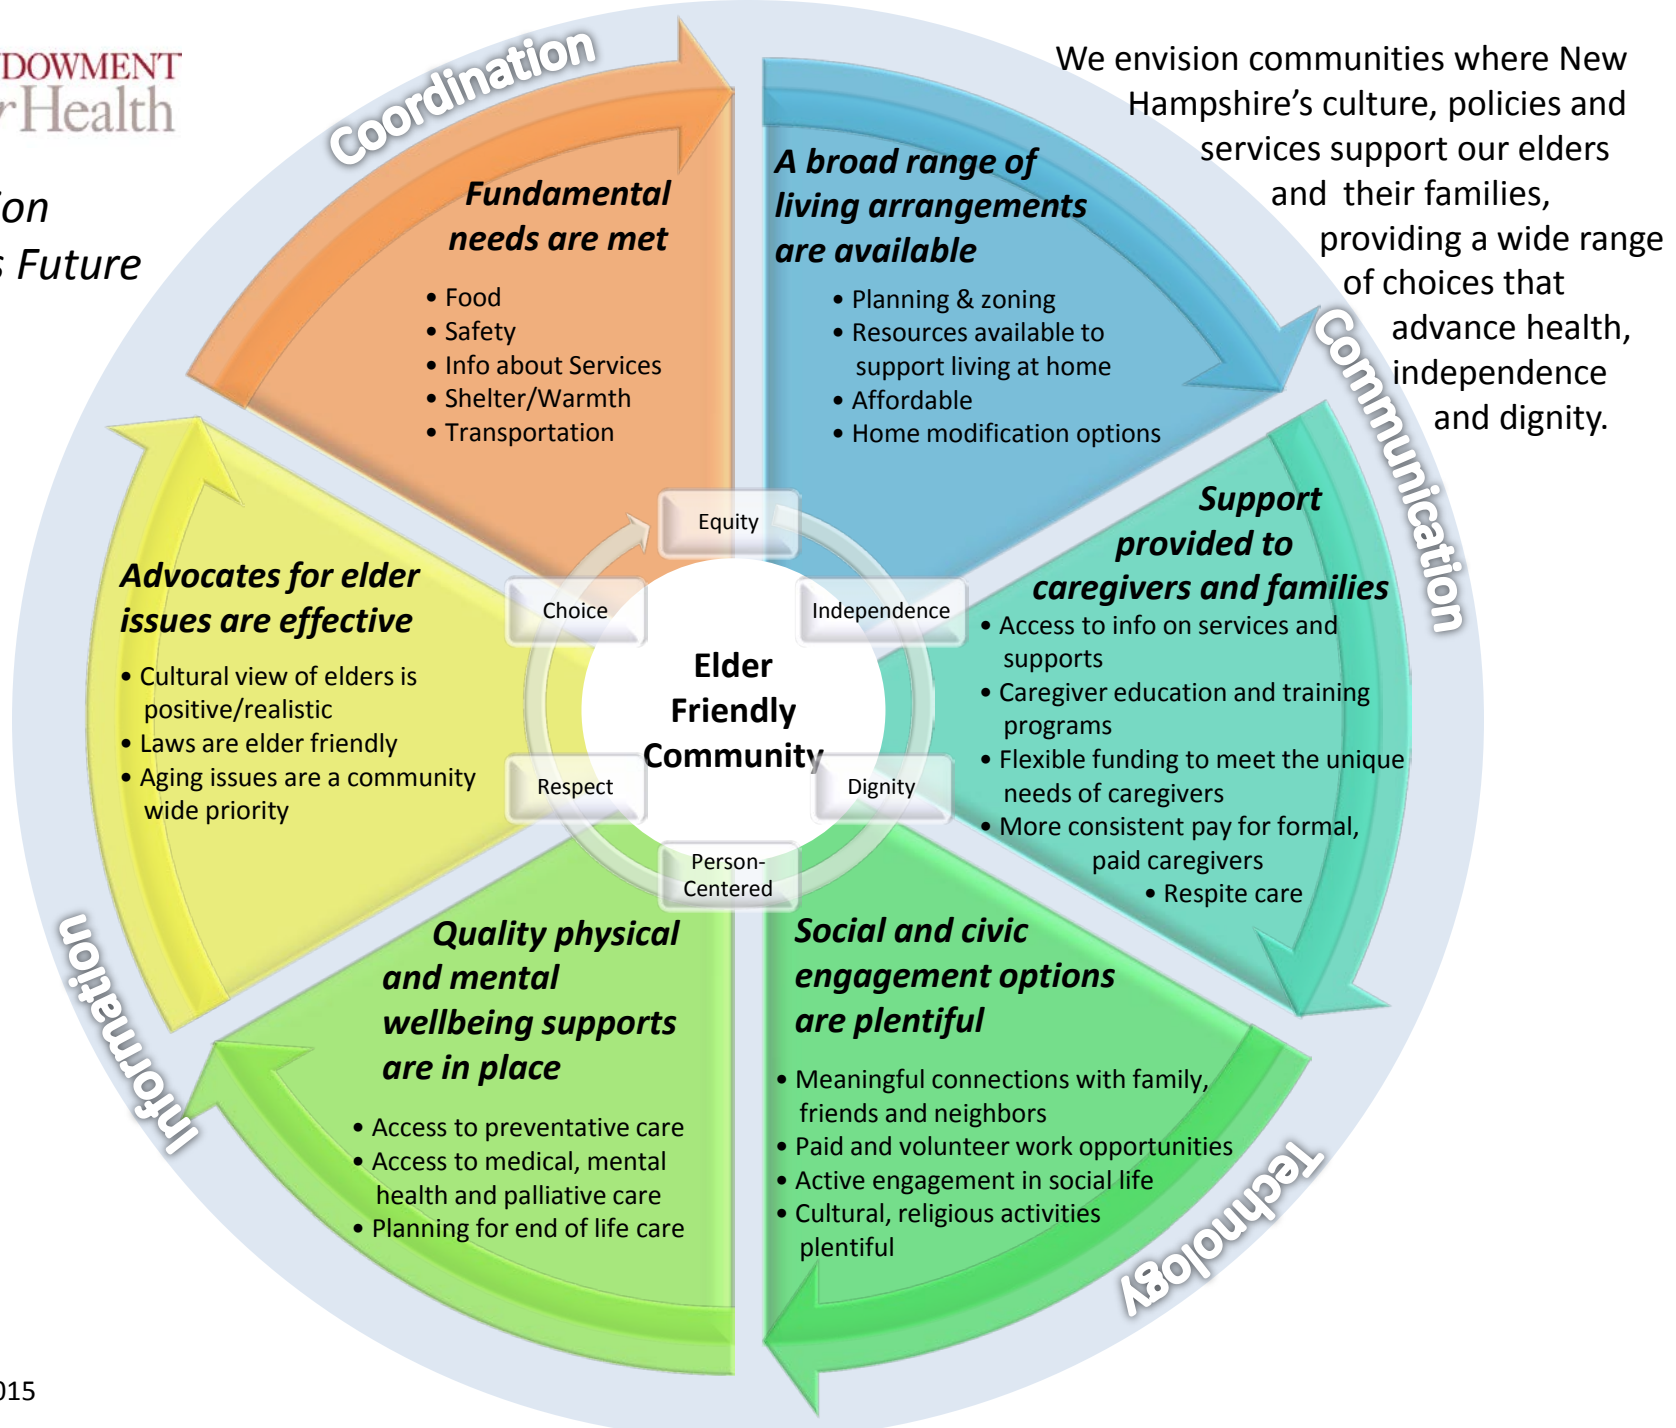 DOWMENT
Health
Future
Coordination
We envision communities where New
Hampshire's culture, policies and
services support our elders
and their families,
providing a wide range
of choices that
advance health,
independence
and dignity.
Fundamental
needs are met
• Food
• Safety
• Info about Services
• Shelter/Warmth
• Transportation
A broad range of
living arrangements
are available
• Planning & zoning
• Resources available to
support living at home
• Affordable
• Home modification options
Communication
Support
provided to
caregivers and families
• Access to info on services and
supports
• Caregiver education and training
programs
• Flexible funding to meet the unique
needs of caregivers
• More consistent pay for formal,
paid caregivers
• Respite care
Advocates for elder
issues are effective
• Cultural view of elders is
positive/realistic
• Laws are elder friendly
• Aging issues are a community
wide priority
Equity
Choice
Independence
Elder
Friendly
Community
Respect
Dignity
Person-
Centered
Information
Quality physical
and mental
wellbeing supports
are in place
• Access to preventative care
• Access to medical, mental
health and palliative care
• Planning for end of life care
Social and civic
engagement options
are plentiful
• Meaningful connections with family,
friends and neighbors
• Paid and volunteer work opportunities
• Active engagement in social life
• Cultural, religious activities
plentiful
Technology
015